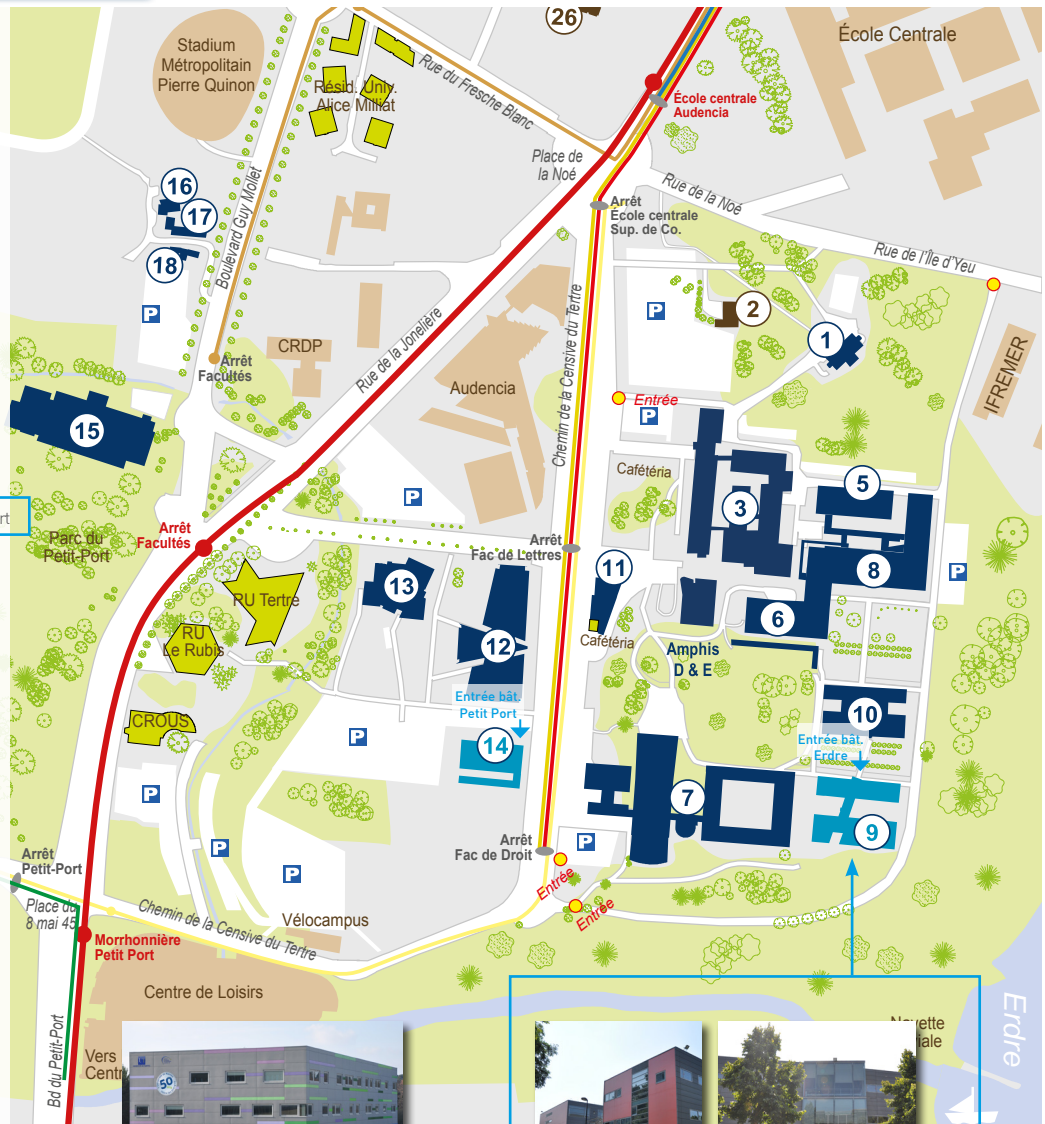 26
École Centrale
Stadium
Métropolitain
Pierre Quinon
Résid. Univ.
Alice Milliat
Rue du Fresche Blanc
École centrale
Audencia
Place de
la Noé
Rue de la Noé
16
17
18
Boulevard Guy Mollet
Arrêt
École centrale
Sup. de Co.
Rue de l'Île d'Yeu
P
P
2
1
Chemin de la Censive du Tertre
Rue de la Jonelière
CRDP
Arrêt
Facultés
Audencia
IFREMER
Entrée
P
15
Cafétéria
5
3
P
Parc du
Petit-Port
Arrêt
Facultés
Arrêt
Fac de Lettres
11
8
P
13
RU Tertre
RU
Le Rubis
12
6
Cafétéria
Amphis
D & E
Entrée bât.
Petit Port
14
10
Entrée bât.
Erdre
CROUS
P
P
7
9
P
P
P
Arrêt
Fac de Droit
Entrée
Entrée
Arrêt
Petit-Port
Place du
8 mai 45
Chemin de la Censive du Tertre
Vélocampus
Morrhonnière
Petit Port
Centre de Loisirs
Bd du Petit-Port
Vers
Erdre
50